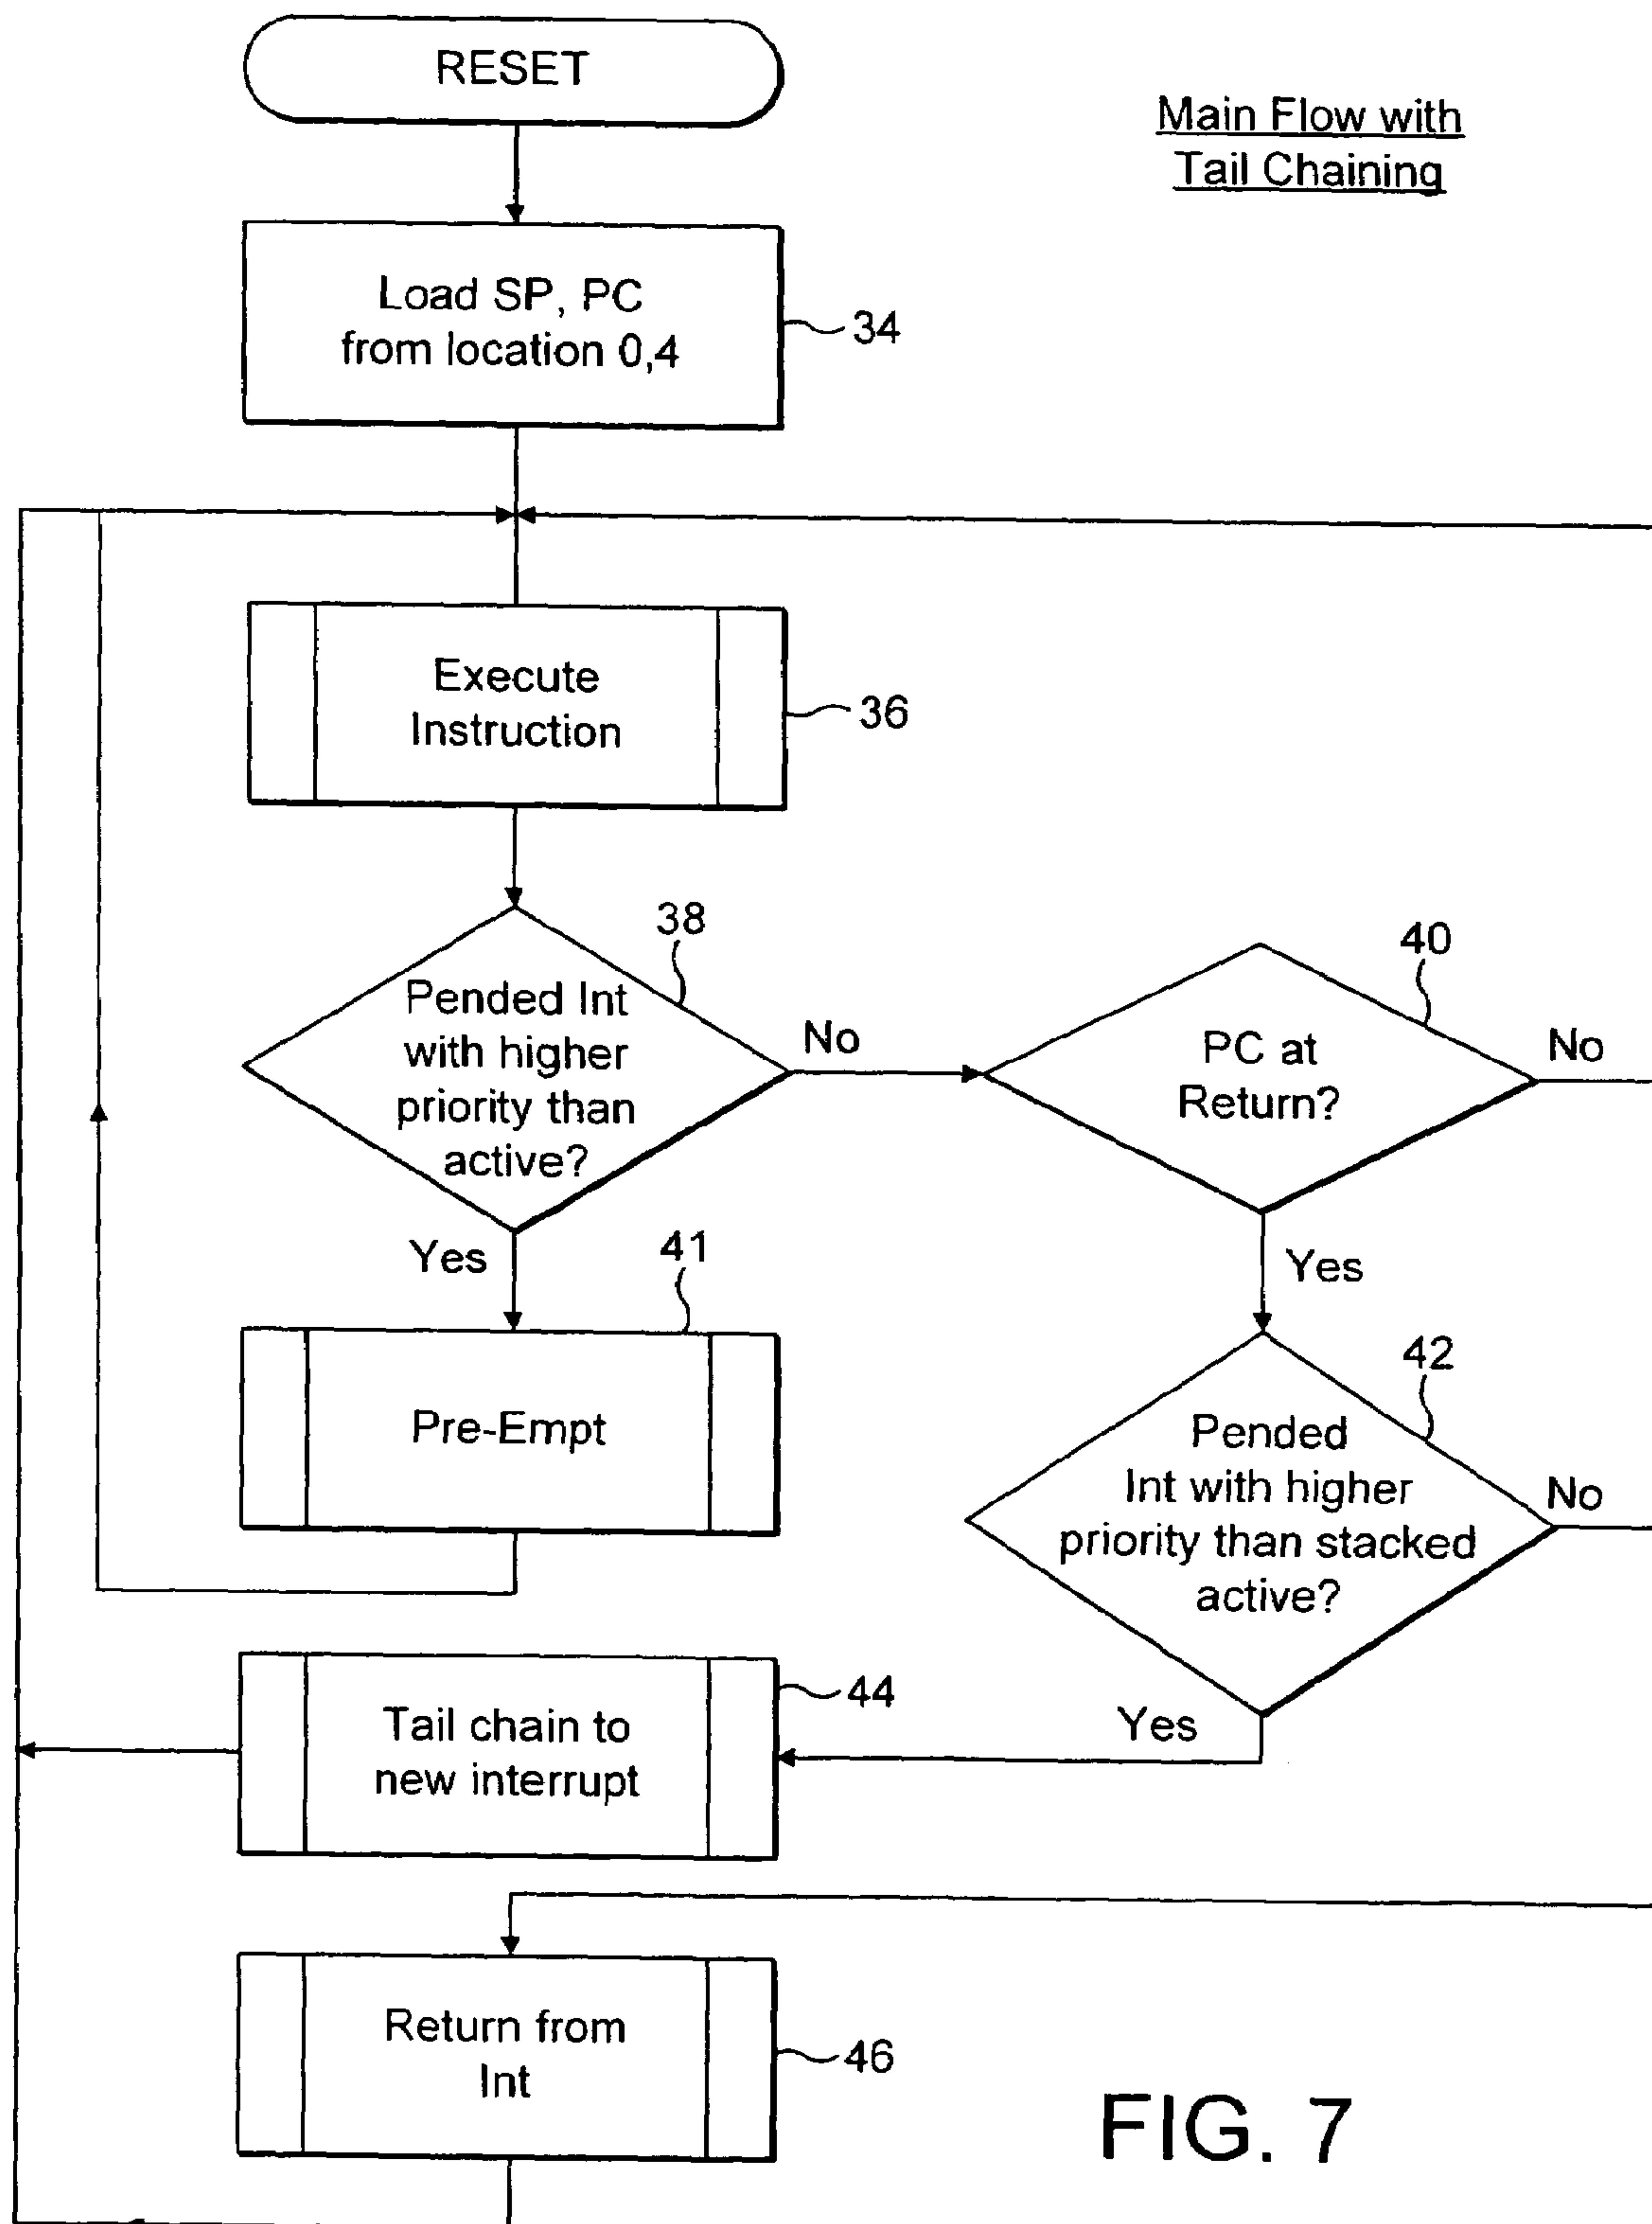 RESET
Main Flow with
Tail Chaining
Load SP, PC
from location 0,4
34
Execute
Instruction
36
38
Pended Int
with higher
priority than
active?
No
40
PC at
Return?
No
Yes
41
Yes
Pre-Empt
42
Pended
Int with higher
priority than stacked
active?
No
Yes
Tail chain to
new interrupt
44
Return from
Int
46
FIG. 7